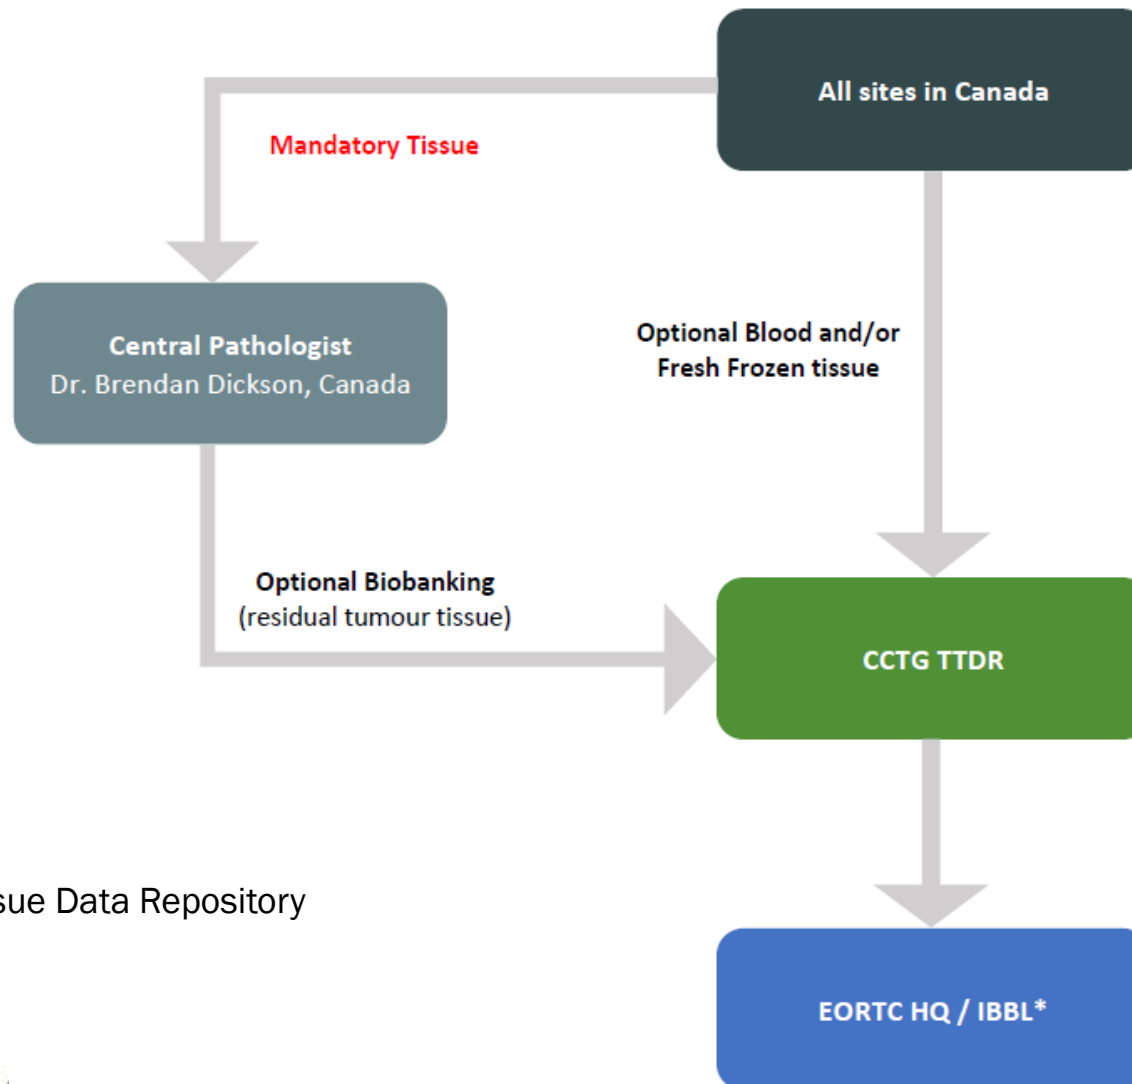 All sites in Canada
Mandatory Tissue
Central Pathologist
Dr. Brendan Dickson, Canada
Optional Blood and/or
Fresh Frozen tissue
Optional Biobanking
(residual tumour tissue)
CCTG TTDR
sue Data Repository
EORTC HQ / IBBL*